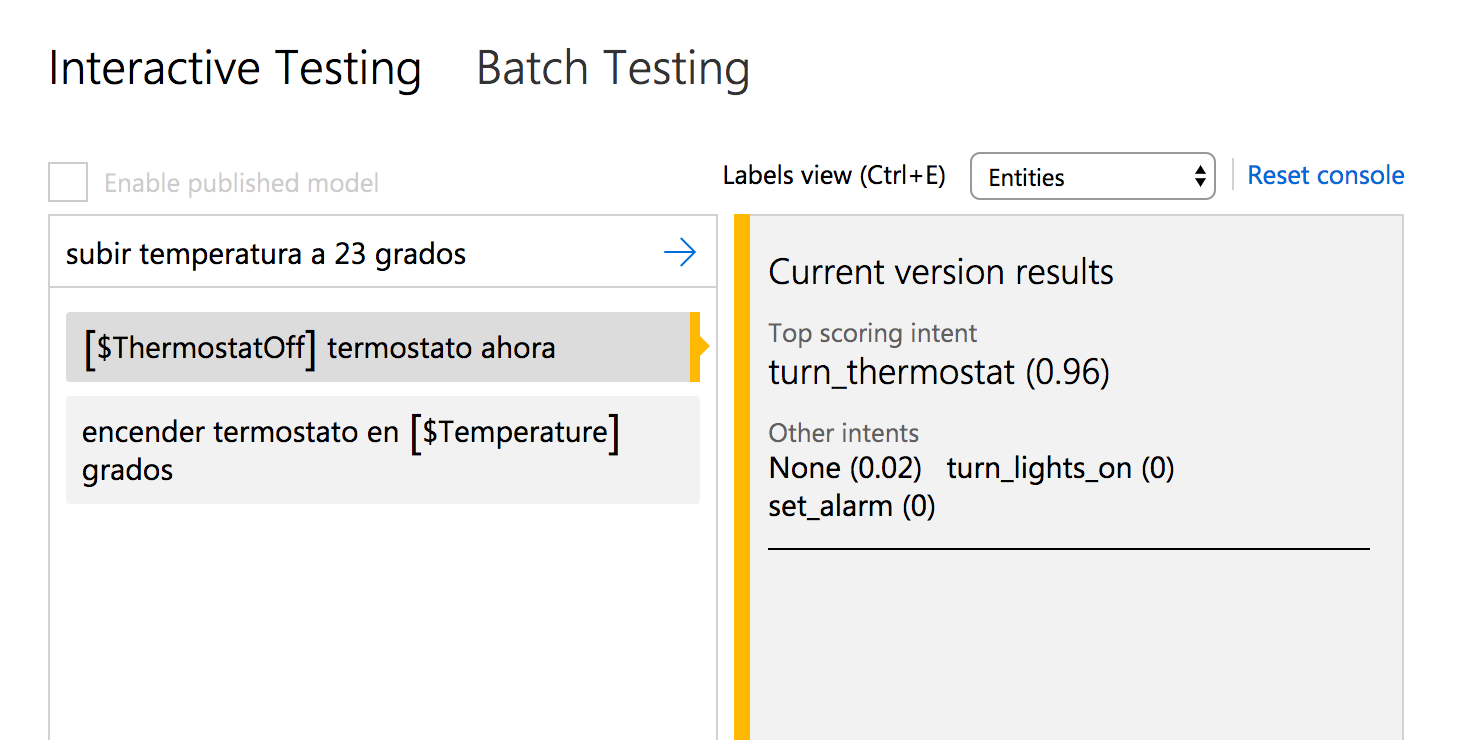 Interactive Testing Batch Testing
Enable published model
Labels view (Ctrl+E) Entities Reset console
subir temperatura a 23 grados
[$ThermostatOff] termostato ahora
encender termostato en [$Temperature]
grados
Current version results
Top scoring intent
turn_thermostat (0.96)
Other intents
None (0.02) turn_lights_on (0)
set_alarm (0)